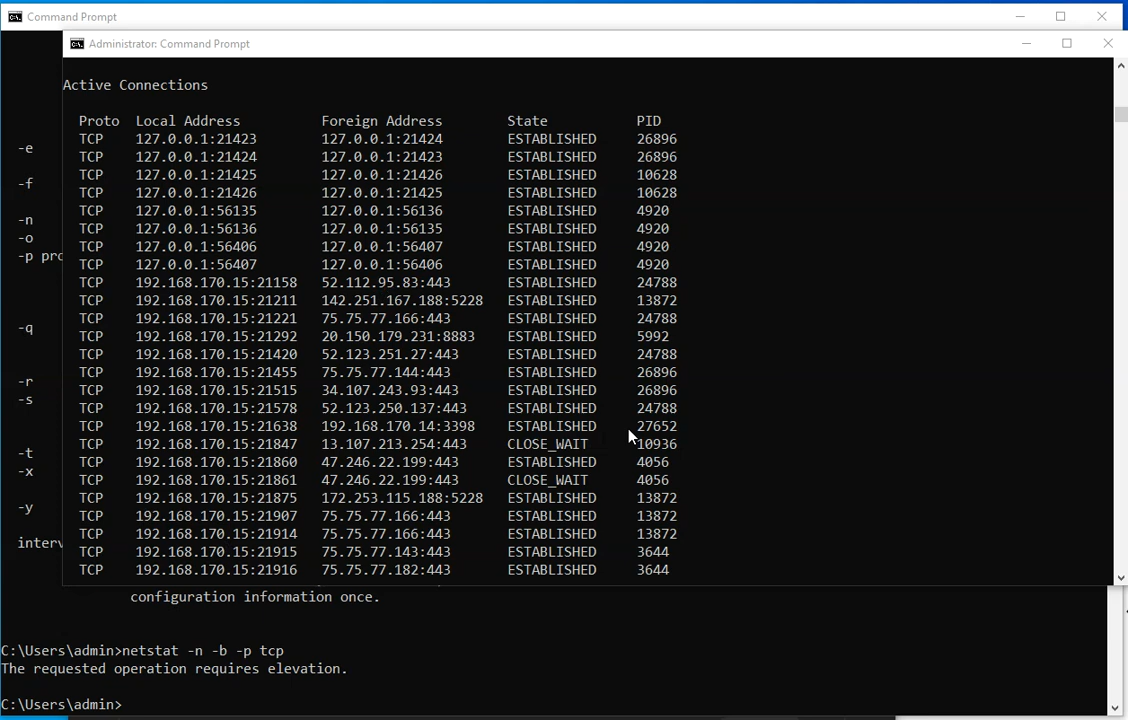 Command Prompt
Administrator: Command Prompt
Active Connections
Proto Local Address Foreign Address State PID
TCP 127.0.0.1:21423 127.0.0.1:21424 ESTABLISHED 26896
TCP 127.0.0.1:21424 127.0.0.1:21423 ESTABLISHED 26896
TCP 127.0.0.1:21425 127.0.0.1:21426 ESTABLISHED 10628
TCP 127.0.0.1:21426 127.0.0.1:21425 ESTABLISHED 10628
TCP 127.0.0.1:56135 127.0.0.1:56136 ESTABLISHED 4920
TCP 127.0.0.1:56136 127.0.0.1:56135 ESTABLISHED 4920
TCP 127.0.0.1:56406 127.0.0.1:56407 ESTABLISHED 4920
TCP 127.0.0.1:56407 127.0.0.1:56406 ESTABLISHED 4920
TCP 192.168.170.15:21158 52.112.95.83:443 ESTABLISHED 24788
TCP 192.168.170.15:21211 142.251.167.188:5228 ESTABLISHED 13872
TCP 192.168.170.15:21221 75.75.77.166:443 ESTABLISHED 24788
TCP 192.168.170.15:21292 20.150.179.231:8883 ESTABLISHED 5992
TCP 192.168.170.15:21420 52.123.251.27:443 ESTABLISHED 24788
TCP 192.168.170.15:21455 75.75.77.144:443 ESTABLISHED 26896
TCP 192.168.170.15:21515 34.107.243.93:443 ESTABLISHED 26896
TCP 192.168.170.15:21578 52.123.250.137:443 ESTABLISHED 24788
TCP 192.168.170.15:21638 192.168.170.14:3398 ESTABLISHED 27652
TCP 192.168.170.15:21847 13.107.213.254:443 CLOSE_WAIT 10936
TCP 192.168.170.15:21860 47.246.22.199:443 ESTABLISHED 4056
TCP 192.168.170.15:21861 47.246.22.199:443 CLOSE_WAIT 4056
TCP 192.168.170.15:21875 172.253.115.188:5228 ESTABLISHED 13872
TCP 192.168.170.15:21907 75.75.77.166:443 ESTABLISHED 13872
TCP 192.168.170.15:21914 75.75.77.166:443 ESTABLISHED 13872
TCP 192.168.170.15:21915 75.75.77.143:443 ESTABLISHED 3644
TCP 192.168.170.15:21916 75.75.77.182:443 ESTABLISHED 3644
-e
-f
-n
-o
-p pro
-q
-r
-s
-t
-x
-y
interv
configuration information once.
C:\Users\admin>netstat -n -b -p tcp
The requested operation requires elevation.
C:\Users\admin>